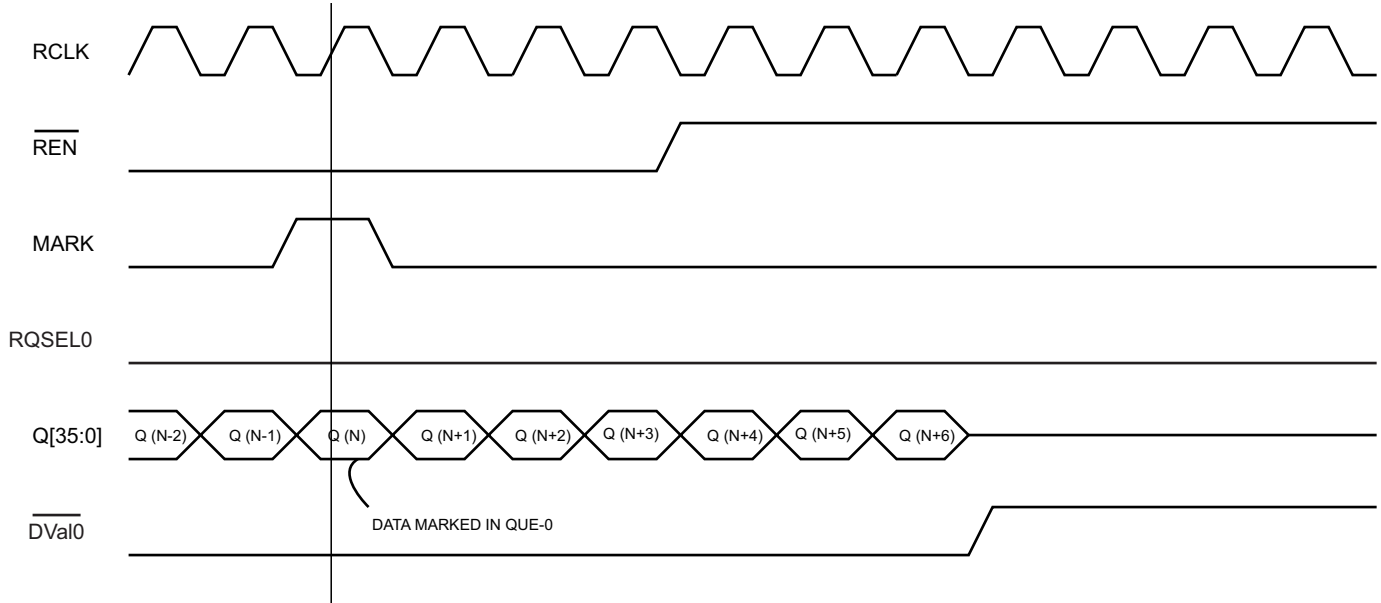 RCLK
REN
MARK
RQSEL0
Q[35:0] Q (N-2) Q (N-1) Q (N) Q (N+1) Q (N+2) Q (N+3) Q (N+4) Q (N+5) Q (N+6)
DATA MARKED IN QUE-0
DVal0